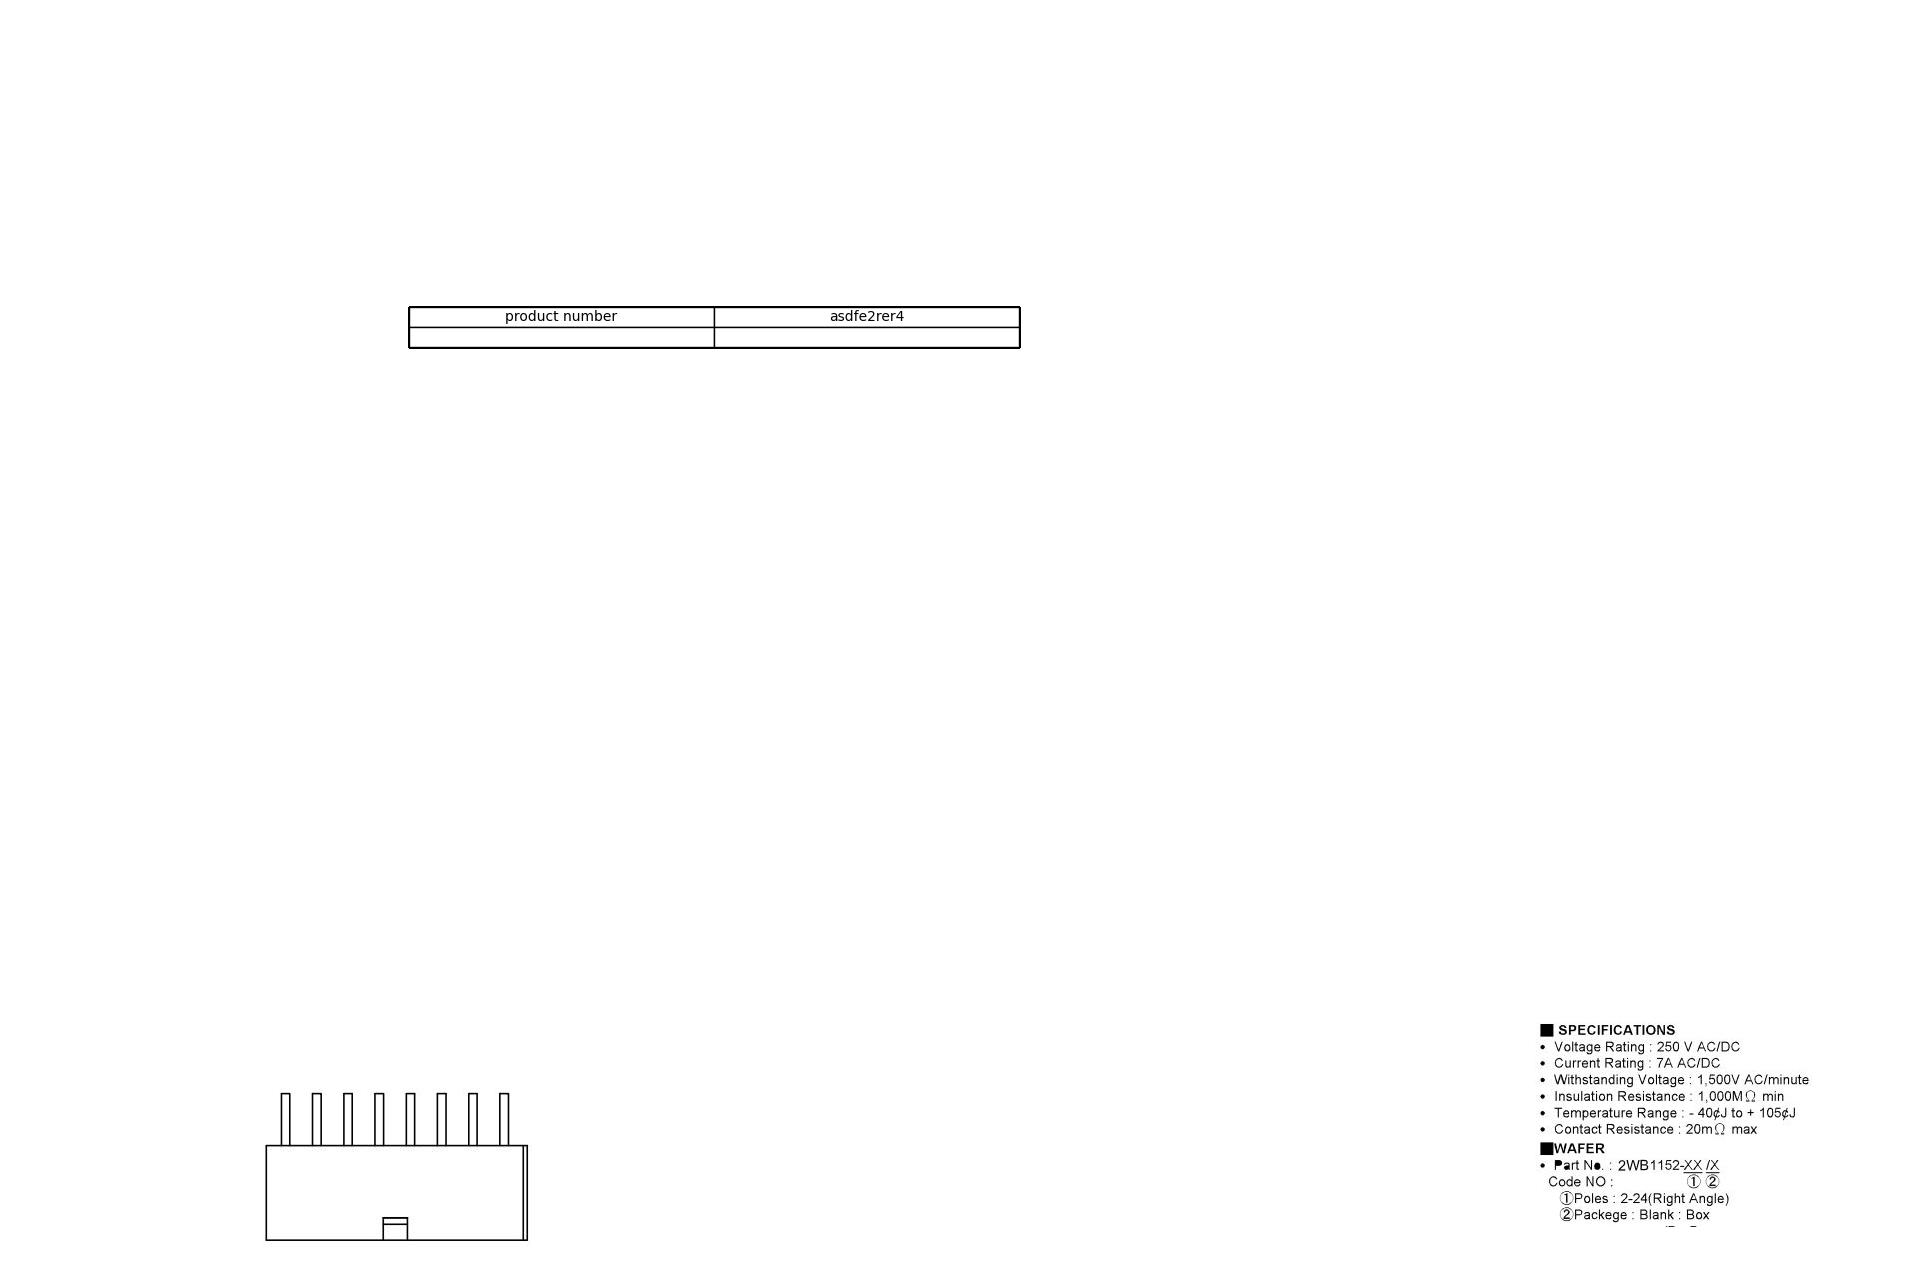 product number asdfe2rer4
■ SPECIFICATIONS
• Voltage Rating : 250 V AC/DC
• Current Rating : 7A AC/DC
• Withstanding Voltage : 1,500V AC/minute
• Insulation Resistance : 1,000MΩ min
• Temperature Range : - 40¢J to + 105¢J
• Contact Resistance : 20mΩ max
■WAFER
• Part No. : 2WB1152-XX /X
Code NO : ① ②
①Poles : 2-24(Right Angle)
②Packege : Blank : Box